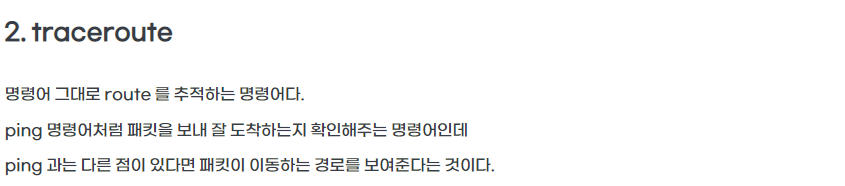 2. traceroute
명령어 그대로 route 를 추적하는 명령어다.
ping 명령어처럼 패킷을 보내 잘 도착하는지 확인해주는 명령어인데
ping 과는 다른 점이 있다면 패킷이 이동하는 경로를 보여준다는 것이다.